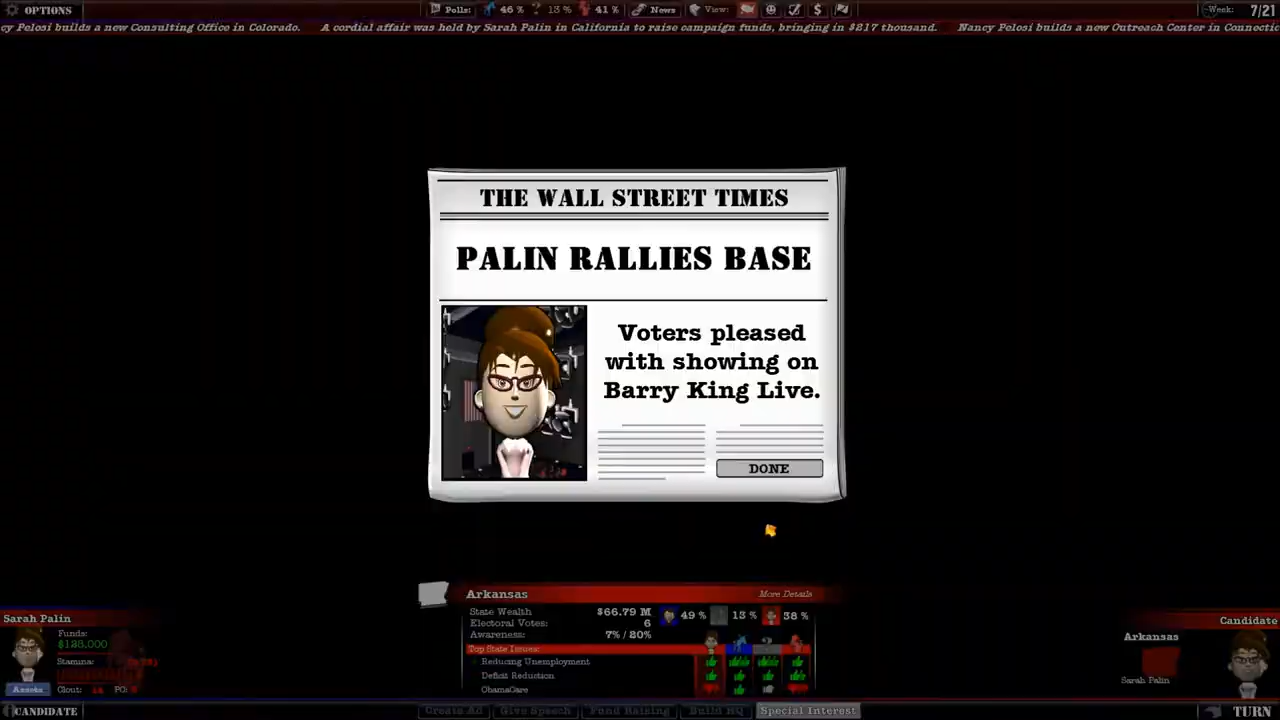 OPTIONS
Polls: 46 % 13 % 41 % News View: $ Week: 7/21
cy Pelosi builds a new Consulting Office in Colorado. A cordial affair was held by Sarah Palin in California to raise campaign funds, bringing in $217 thousand. Nancy Pelosi builds a new Outreach Center in Connectic
THE WALL STREET TIMES
PALIN RALLIES BASE
Voters pleased
with showing on
Barry King Live.
DONE
Arkansas More Details
State Wealth $66.79 M 49 % 13 % 38 %
Electoral Votes: 6
Awareness: 7% / 20%
Top State Issues:
Reducing Unemployment
Deficit Reduction
ObamaCare
Sarah Palin
Funds:
Stamina:
Assets Clout: PC:
Candidate
Arkansas
Sarah Palin
CANDIDATE Create Ad Give Speech Fund Raising Build HQ Special Interest TURN